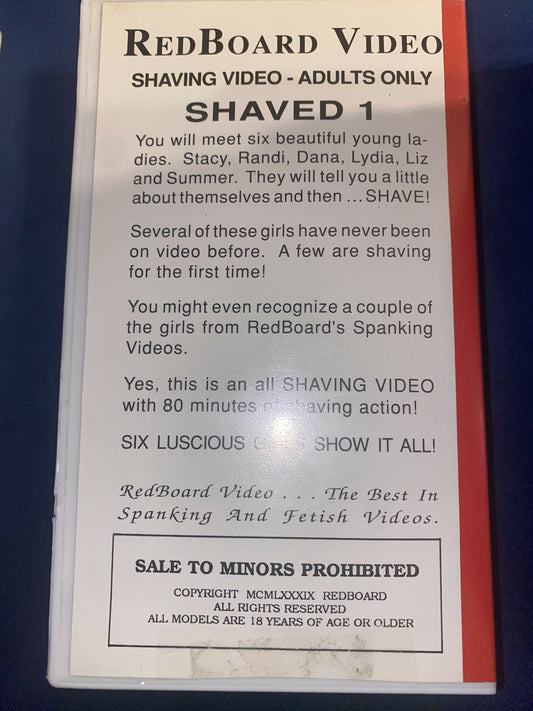 REDBOARD VIDEO
SHAVING VIDEO - ADULTS ONLY
SHAVED 1
You will meet six beautiful young la-
dies. Stacy, Randi, Dana, Lydia, Liz
and Summer. They will tell you a little
about themselves and then ...SHAVE!
Several of these girls have never been
on video before. A few are shaving
for the first time!
You might even recognize a couple of
the girls from RedBoard's Spanking
Videos.
Yes, this is an all SHAVING VIDEO
with 80 minutes of shaving action!
SIX LUSCIOUS GIRLS SHOW IT ALL!
RedBoard Video . . . The Best In
Spanking And Fetish Videos.
SALE TO MINORS PROHIBITED
COPYRIGHT MCMLXXXIX REDBOARD
ALL RIGHTS RESERVED
ALL MODELS ARE 18 YEARS OF AGE OR OLDER